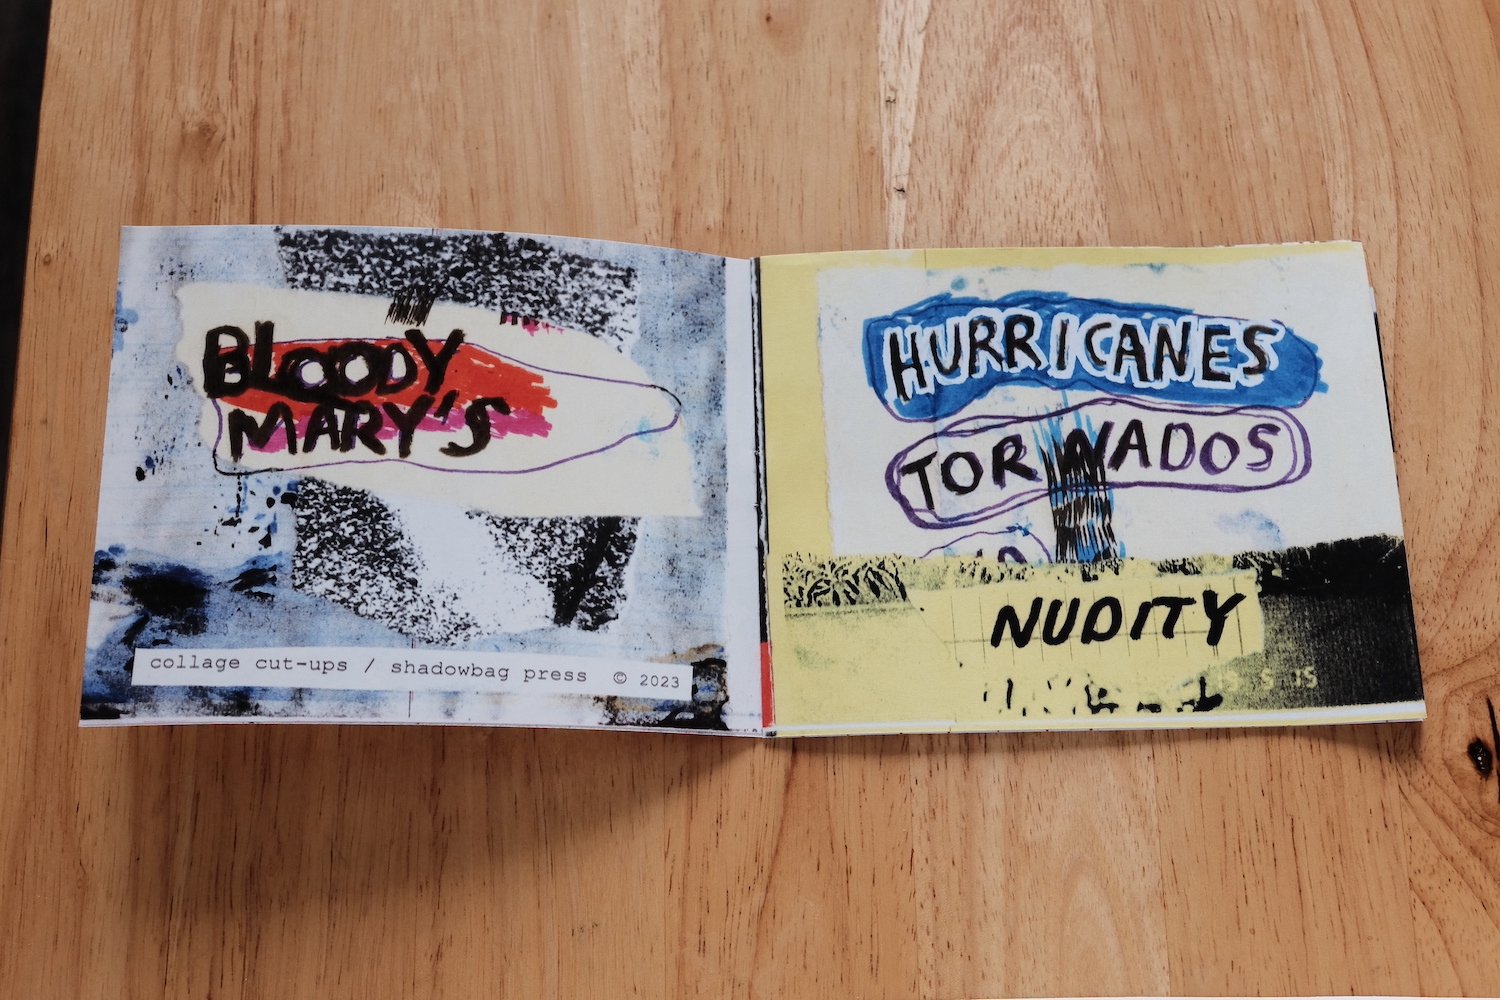 BLOODY
MARY'S
collage cut-ups / shadowbag press © 2023
HURRICANES
TORNADOS
NUDITY